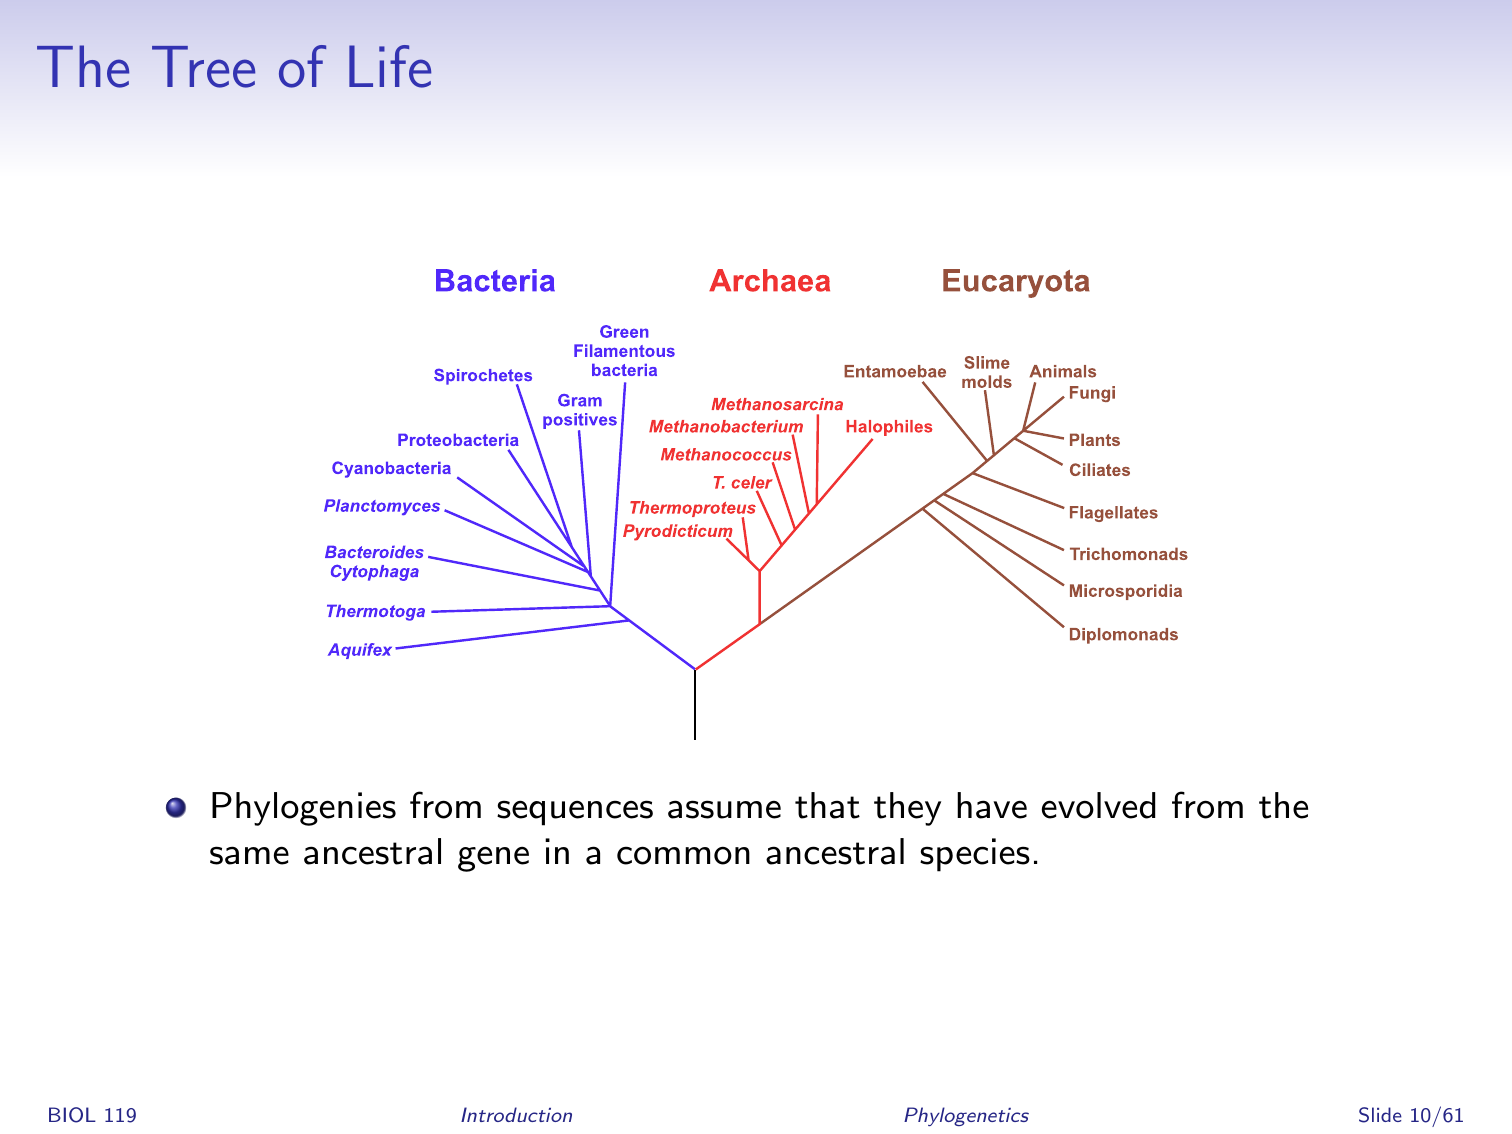 The Tree of Life
Bacteria
Archaea
Eucaryota
Green
Filamentous
bacteria
Spirochetes
Gram
positives
Proteobacteria
Cyanobacteria
Planctomyces
Bacteroides
Cytophaga
Thermotoga
Aquifex
Methanosarcina
Methanobacterium
Halophiles
Methanococcus
T. celer
Thermoproteus
Pyrodicticum
Entamoebae
Slime
molds
Animals
Fungi
Plants
Ciliates
Flagellates
Trichomonads
Microsporidia
Diplomonads
Phylogenies from sequences assume that they have evolved from the
same ancestral gene in a common ancestral species.
BIOL 119 Introduction Phylogenetics Slide 10/61